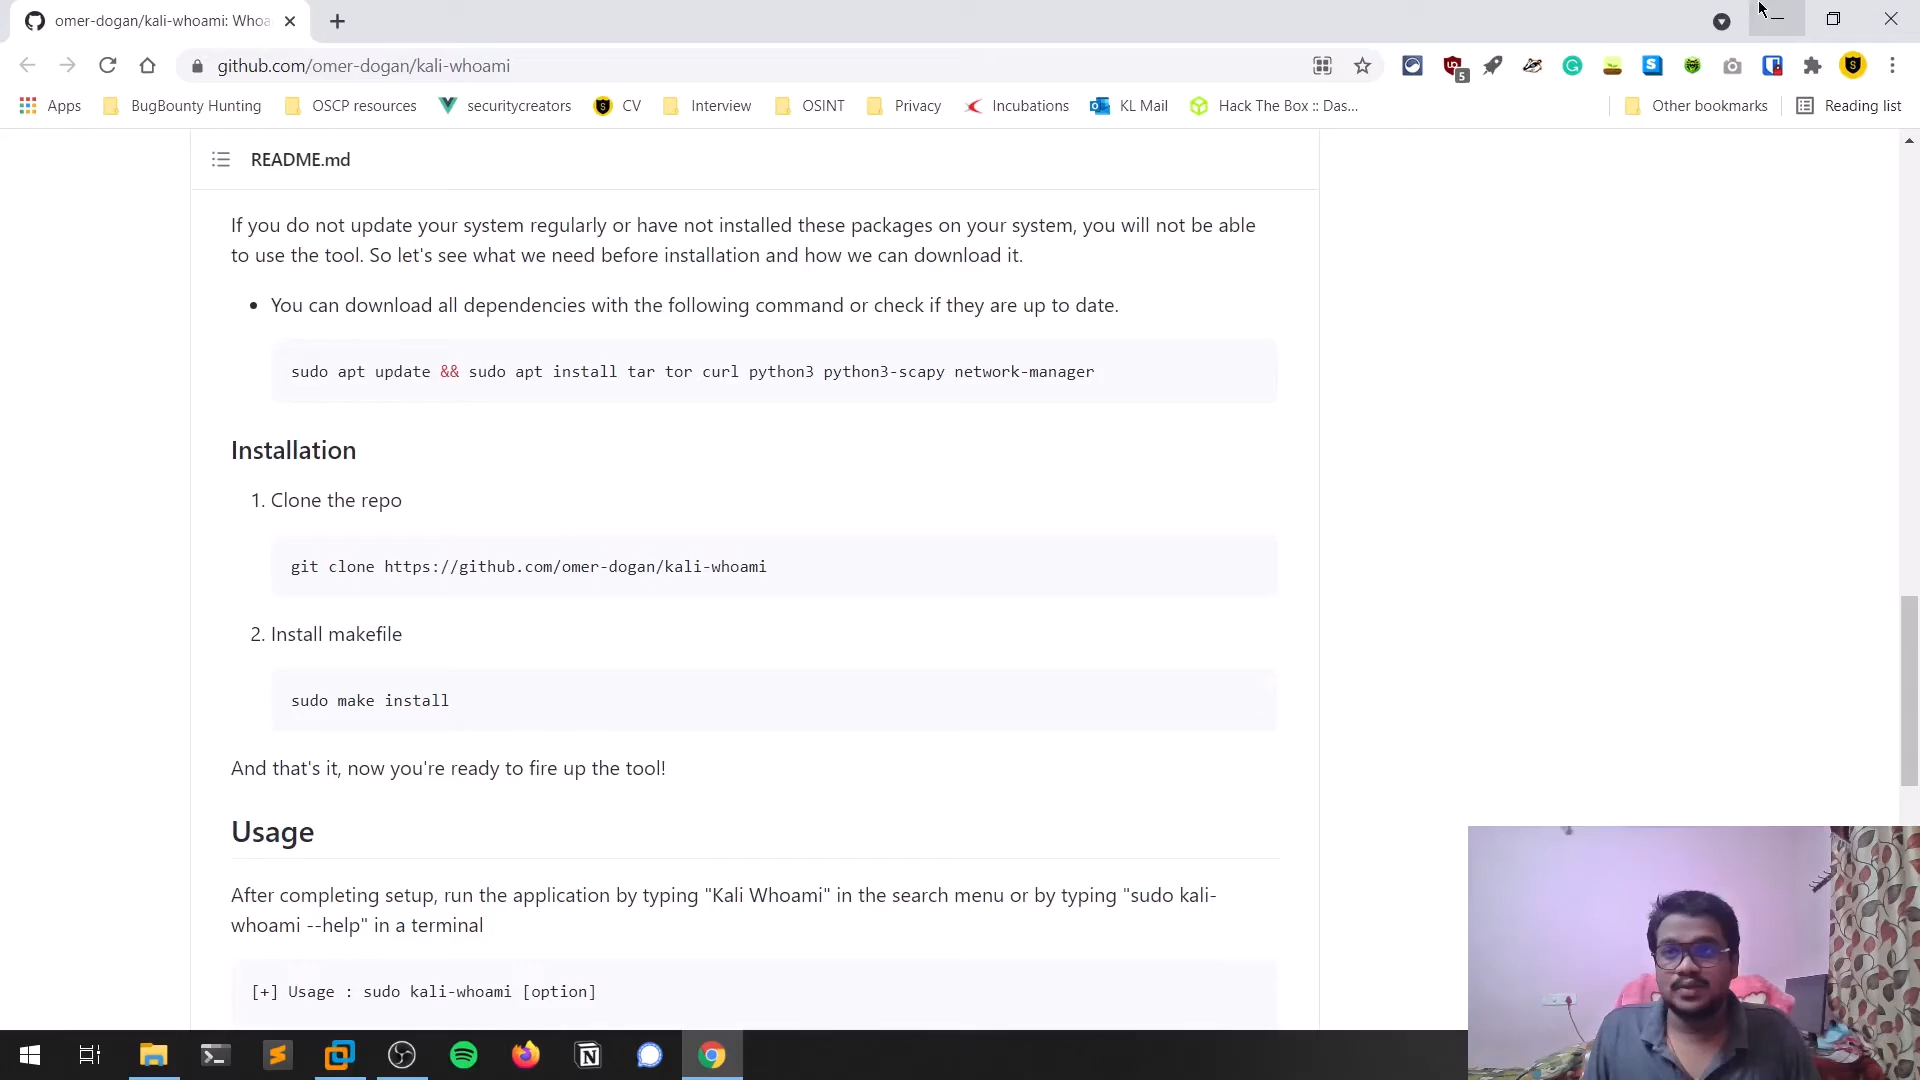 omer-dogan/kali-whoami: Whoa
github.com/omer-dogan/kali-whoami
5
Apps
BugBounty Hunting
OSCP resources
securitycreators
CV
Interview
OSINT
Privacy
Incubations
KL Mail
Hack The Box :: Das...
Other bookmarks
Reading list
README.md
If you do not update your system regularly or have not installed these packages on your system, you will not be able
to use the tool. So let's see what we need before installation and how we can download it.
• You can download all dependencies with the following command or check if they are up to date.
sudo apt update && sudo apt install tar tor curl python3 python3-scapy network-manager
Installation
1. Clone the repo
git clone https://github.com/omer-dogan/kali-whoami
2. Install makefile
sudo make install
And that's it, now you're ready to fire up the tool!
Usage
After completing setup, run the application by typing "Kali Whoami" in the search menu or by typing "sudo kali-
whoami --help" in a terminal
[+] Usage : sudo kali-whoami [option]